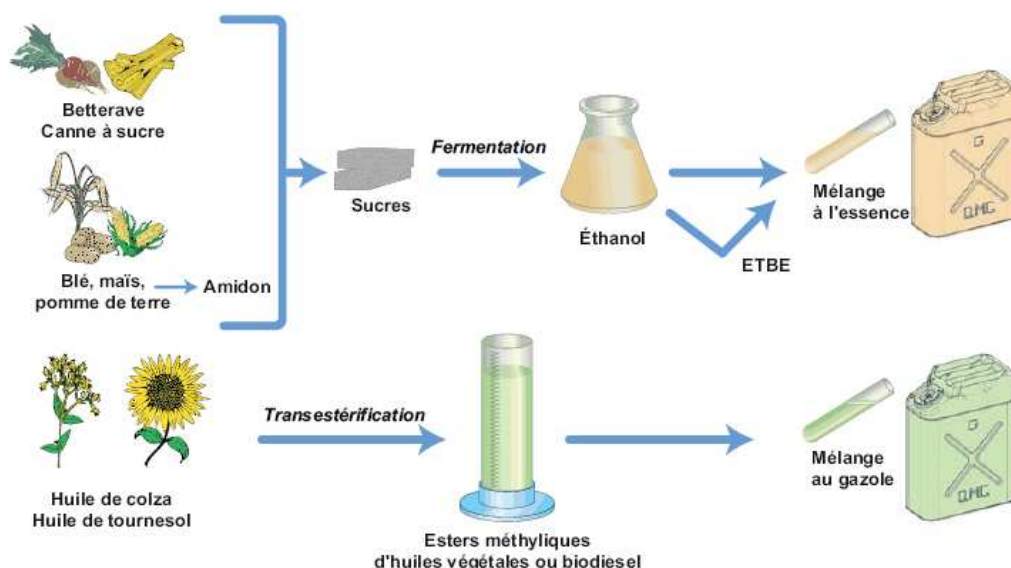 Betterave
Canne à sucre
Blé, maïs,
pomme de terre
Amidon
Sucres
Fermentation
Éthanol
ETBE
Mélange
à l'essence
Huile de colza
Huile de tournesol
Transestérification
Esters méthyliques
d'huiles végétales ou biodiesel
Mélange
au gazole